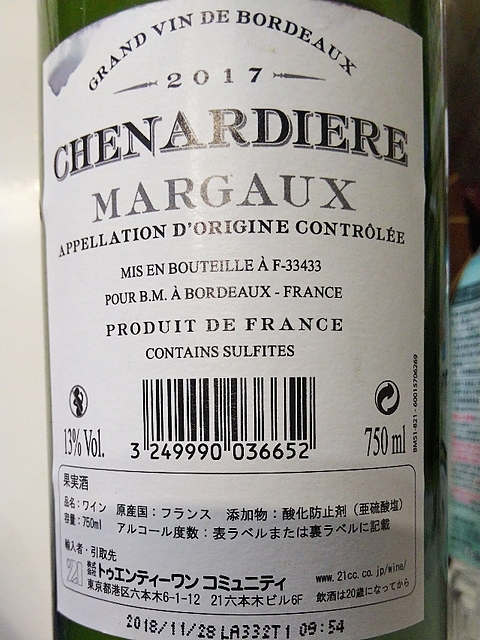 GRAND VIN DE BORDEAUX
2017
CHENARDIERE
MARGAUX
APPELLATION D'ORIGINE CONTRÔLÉE
MIS EN BOUTEILLE À F-33433
POUR B.M. À BORDEAUX - FRANCE
PRODUIT DE FRANCE
CONTAINS SULFITES
13% Vol.
3 249990 036652
750 ml
BMS1-821 - 60015706269
果実酒
品名：ワイン 原産国：フランス 添加物：酸化防止剤（亜硫酸塩）
容量：750ml アルコール度数：表ラベルまたは裏ラベルに記載
輸入者・引取先
'21 株式会社 トゥエンティーワン コミュニティ www.21cc.co.jp/wine/
東京都港区六本木6-1-12 21六本木ビル6F 飲酒は20歳になってから
2018/11/28 LA332T1 09:54